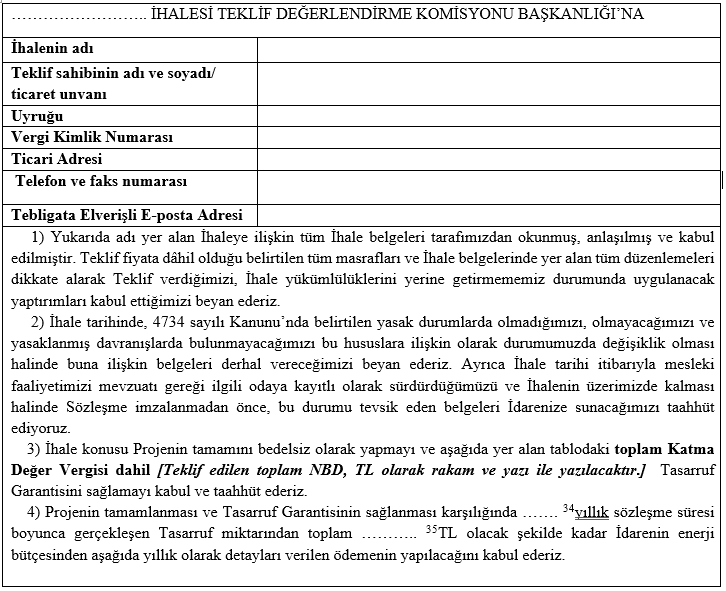 …………………….. İHALESİ TEKLİF DEĞERLENDİRME KOMİSYONU BAŞKANLIĞI’NA
İhalenin adı
Teklif sahibinin adı ve soyadı/
ticaret unvanı
Uyruğu
Vergi Kimlik Numarası
Ticari Adresi
Telefon ve faks numarası
Tebligata Elverişli E-posta Adresi
1) Yukarıda adı yer alan İhaleye ilişkin tüm İhale belgeleri tarafımızdan okunmuş, anlaşılmış ve kabul
edilmiştir. Teklif fiyata dâhil olduğu belirtilen tüm masrafları ve İhale belgelerinde yer alan tüm düzenlemeleri
dikkate alarak Teklif verdiğimizi, İhale yükümlülüklerini yerine getirmememiz durumunda uygulanacak
yaptırımları kabul ettiğimizi beyan ederiz.
2) İhale tarihinde, 4734 sayılı Kanunu’nda belirtilen yasak durumlarda olmadığımızı, olmayacağımızı ve
yasaklanmış davranışlarda bulunmayacağımızı bu hususlara ilişkin olarak durumumuzda değişiklik olması
halinde buna ilişkin belgeleri derhal vereceğimizi beyan ederiz. Ayrıca İhale tarihi itibarıyla mesleki
faaliyetimizi mevzuatı gereği ilgili odaya kayıtlı olarak sürdürdüğümüzü ve İhalenin üzerimizde kalması
halinde Sözleşme imzalanmadan önce, bu durumu tevsik eden belgeleri İdarenize sunacağımızı taahhüt
ediyoruz.
3) İhale konusu Projenin tamamını bedelsiz olarak yapmayı ve aşağıda yer alan tablodaki toplam Katma
Değer Vergisi dahil [Teklif edilen toplam NBD, TL olarak rakam ve yazı ile yazılacaktır.] Tasarruf
Garantisini sağlamayı kabul ve taahhüt ederiz.
4) Projenin tamamlanması ve Tasarruf Garantisinin sağlanması karşılığında ……. 34yıllık sözleşme süresi
boyunca gerçekleşen Tasarruf miktarından toplam ……….. 35TL olacak şekilde kadar İdarenin enerji
bütçesinden aşağıda yıllık olarak detayları verilen ödemenin yapılacağını kabul ederiz.